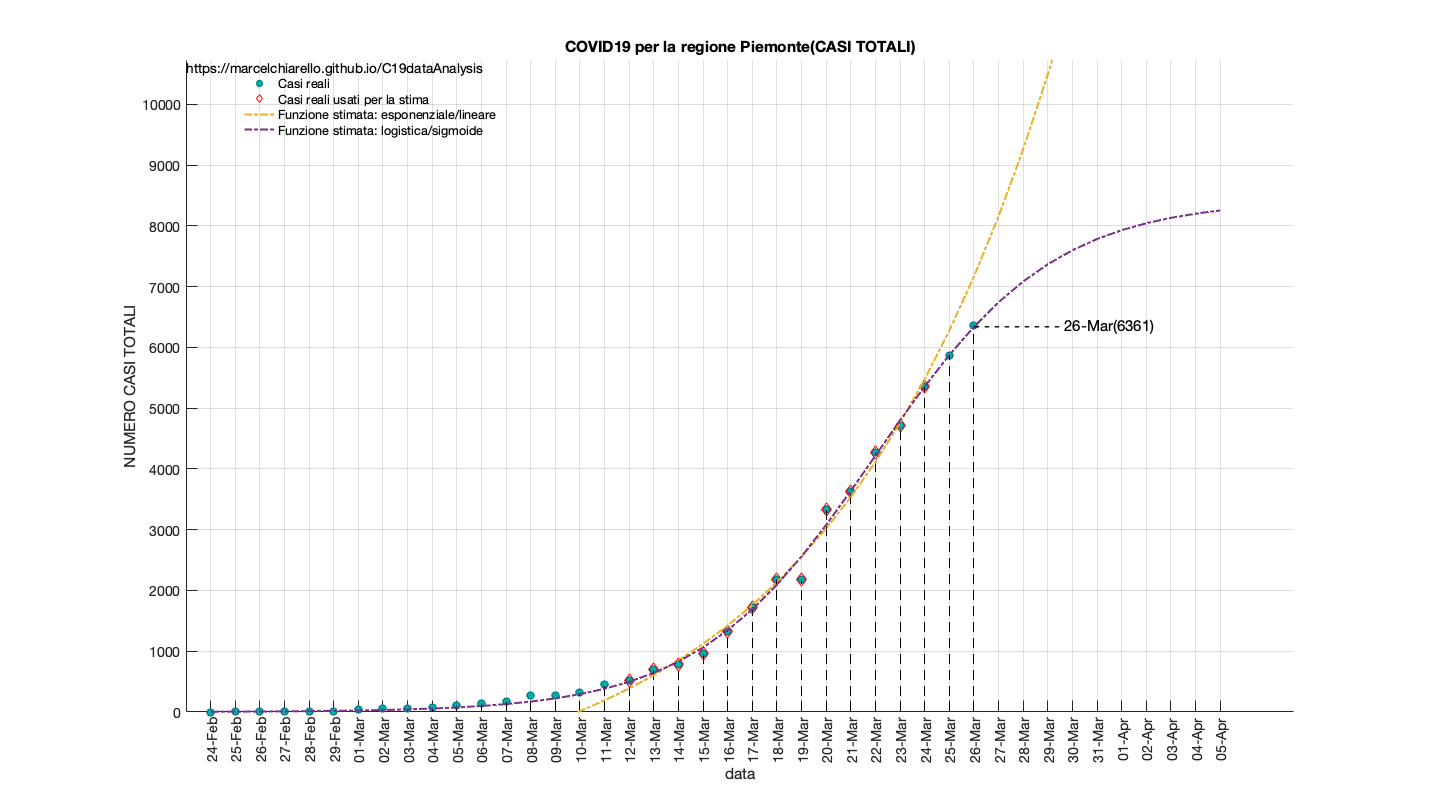 COVID19 per la regione Piemonte(CASI TOTALI)
https://marcelchiarello.github.io/C19dataAnalysis
Casi reali
Casi reali usati per la stima
Funzione stimata: esponenziale/lineare
Funzione stimata: logistica/sigmoide
10000
9000
8000
7000
6000
5000
4000
3000
2000
1000
0
NUMERO CASI TOTALI
26-Mar(6361)
24-Feb
25-Feb
26-Feb
27-Feb
28-Feb
29-Feb
01-Mar
02-Mar
03-Mar
04-Mar
05-Mar
06-Mar
07-Mar
08-Mar
09-Mar
10-Mar
11-Mar
12-Mar
13-Mar
14-Mar
15-Mar
16-Mar
17-Mar
18-Mar
19-Mar
20-Mar
21-Mar
22-Mar
23-Mar
24-Mar
25-Mar
26-Mar
27-Mar
28-Mar
29-Mar
30-Mar
31-Mar
01-Apr
02-Apr
03-Apr
04-Apr
05-Apr
data